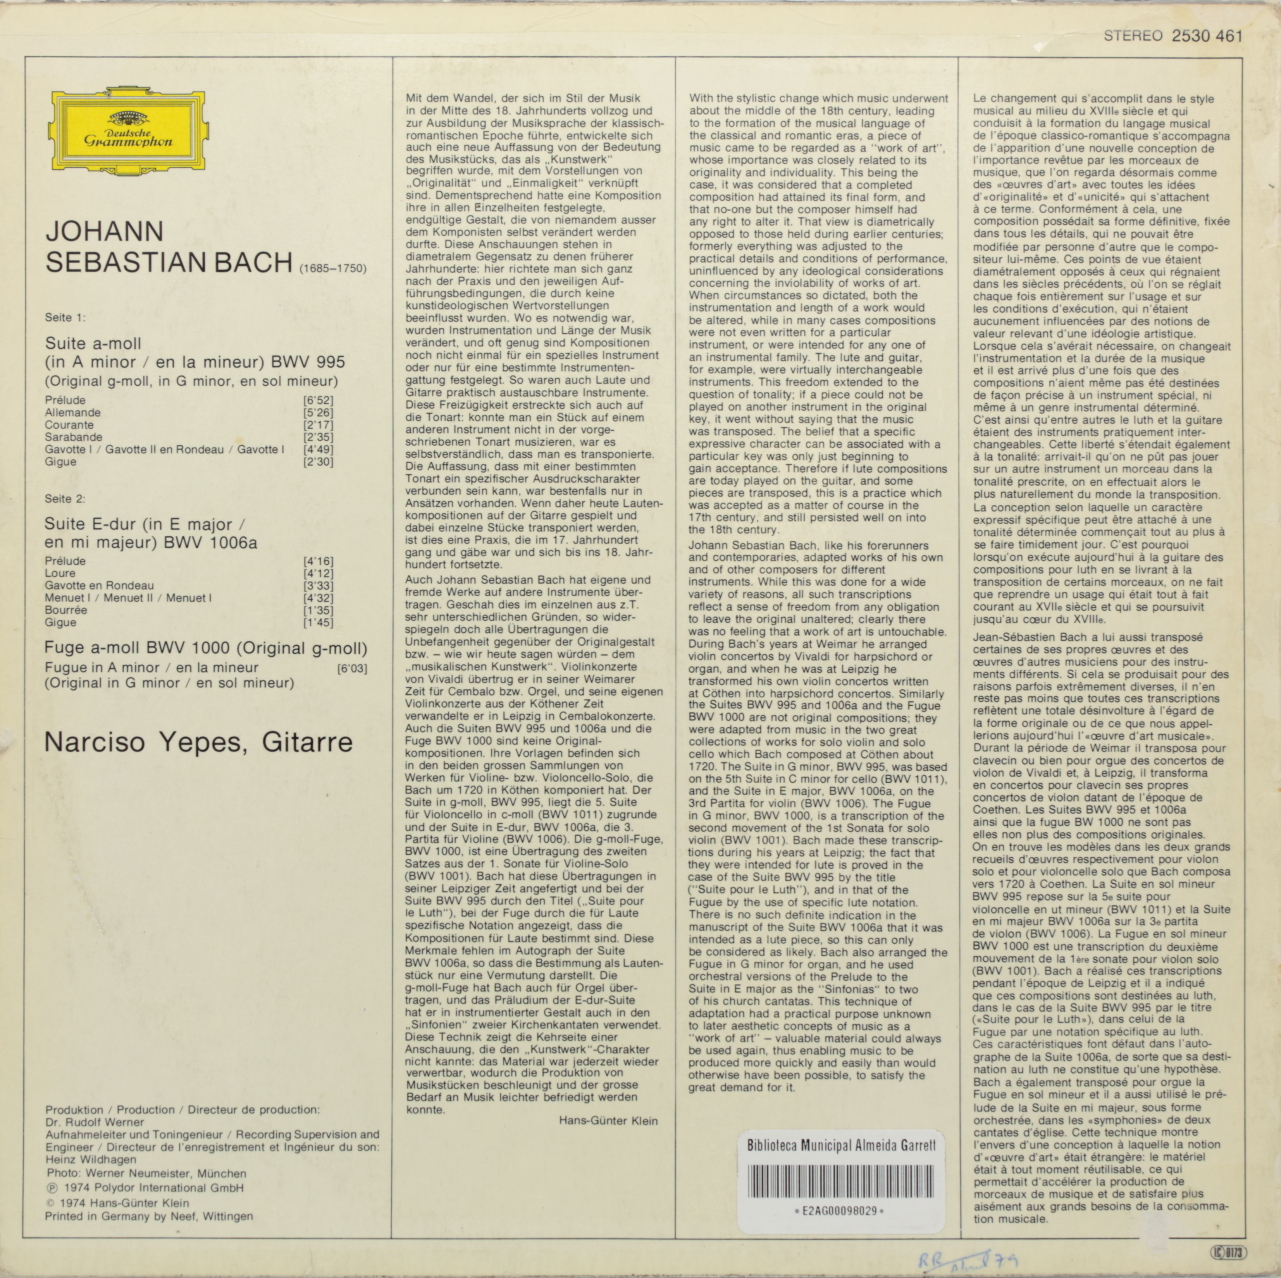 STEREO 2530 461
Deutsche
Grammophon
JOHANN
SEBASTIAN BACH (1685–1750)
Seite 1:
Suite a-moll
(in A minor / en la mineur) BWV 995
(Original g-moll, in G minor, en sol mineur)
Prélude [6'52]
Allemande [5'26]
Courante [2'17]
Sarabande [2'35]
Gavotte I / Gavotte II en Rondeau / Gavotte I [4'49]
Gigue [2'30]
Seite 2:
Suite E-dur (in E major /
en mi majeur) BWV 1006a
Prélude [4'16]
Loure [4'12]
Gavotte en Rondeau [3'33]
Menuet I / Menuet II / Menuet I [4'32]
Bourrée [1'35]
Gigue [1'45]
Fuge a-moll BWV 1000 (Original g-moll)
Fugue in A minor / en la mineur [6'03]
(Original in G minor / en sol mineur)
Narciso Yepes, Gitarre
Produktion / Production / Directeur de production:
Dr. Rudolf Werner
Aufnahmeleiter und Toningenieur / Recording Supervision and
Engineer / Directeur de l'enregistrement et Ingénieur du son:
Heinz Wildhagen
Photo: Werner Neumeister, München
℗ 1974 Polydor International GmbH
© 1974 Hans-Günter Klein
Printed in Germany by Neef, Wittingen
Mit dem Wandel, der sich im Stil der Musik
in der Mitte des 18. Jahrhunderts vollzog und
zur Ausbildung der Musiksprache der klassisch-
romantischen Epoche führte, entwickelte sich
auch eine neue Auffassung von der Bedeutung
des Musikstücks, das als „Kunstwerk"
begriffen wurde, mit dem Vorstellungen von
„Originalität" und „Einmaligkeit" verknüpft
sind. Dementsprechend hatte eine Komposition
ihre in allen Einzelheiten festgelegte,
endgültige Gestalt, die von niemandem ausser
dem Komponisten selbst verändert werden
durfte. Diese Anschauungen stehen in
diametralem Gegensatz zu denen früherer
Jahrhunderte: hier richtete man sich ganz
nach der Praxis und den jeweiligen Auf-
führungsbedingungen, die durch keine
kunstideologischen Wertvorstellungen
beeinflusst wurden. Wo es notwendig war,
wurden Instrumentation und Länge der Musik
verändert, und oft genug sind Kompositionen
noch nicht einmal für ein spezielles Instrument
oder nur für eine bestimmte Instrumenten-
gattung festgelegt. So waren auch Laute und
Gitarre praktisch austauschbare Instrumente.
Diese Freizügigkeit erstreckte sich auch auf
die Tonart: konnte man ein Stück auf einem
anderen Instrument nicht in der vorge-
schriebenen Tonart musizieren, war es
selbstverständlich, dass man es transponierte.
Die Auffassung, dass mit einer bestimmten
Tonart ein spezifischer Ausdruckscharakter
verbunden sein kann, war bestenfalls nur in
Ansätzen vorhanden. Wenn daher heute Lauten-
kompositionen auf der Gitarre gespielt und
dabei einzelne Stücke transponiert werden,
ist dies eine Praxis, die im 17. Jahrhundert
gang und gäbe war und sich bis ins 18. Jahr-
hundert fortsetzte.
Auch Johann Sebastian Bach hat eigene und
fremde Werke auf andere Instrumente über-
tragen. Geschah dies im einzelnen aus z.T.
sehr unterschiedlichen Gründen, so wider-
spiegeln doch alle Übertragungen die
Unbefangenheit gegenüber der Originalgestalt
bzw. – wie wir heute sagen würden – dem
„musikalischen Kunstwerk". Violinkonzerte
von Vivaldi übertrug er in seiner Weimarer
Zeit für Cembalo bzw. Orgel, und seine eigenen
Violinkonzerte aus der Köthener Zeit
verwandelte er in Leipzig in Cembalokonzerte.
Auch die Suiten BWV 995 und 1006a und die
Fuge BWV 1000 sind keine Original-
kompositionen. Ihre Vorlagen befinden sich
in den beiden grossen Sammlungen von
Werken für Violine- bzw. Violoncello-Solo, die
Bach um 1720 in Köthen komponiert hat. Der
Suite in g-moll, BWV 995, liegt die 5. Suite
für Violoncello in c-moll (BWV 1011) zugrunde
und der Suite in E-dur, BWV 1006a, die 3.
Partita für Violine (BWV 1006). Die g-moll-Fuge,
BWV 1000, ist eine Übertragung des zweiten
Satzes aus der 1. Sonate für Violine-Solo
(BWV 1001). Bach hat diese Übertragungen in
seiner Leipziger Zeit angefertigt und bei der
Suite BWV 995 durch den Titel („Suite pour
le Luth"), bei der Fuge durch die für Laute
spezifische Notation angezeigt, dass die
Kompositionen für Laute bestimmt sind. Diese
Merkmale fehlen im Autograph der Suite
BWV 1006a, so dass die Bestimmung als Lauten-
stück nur eine Vermutung darstellt. Die
g-moll-Fuge hat Bach auch für Orgel über-
tragen, und das Präludium der E-dur-Suite
hat er in instrumentierter Gestalt auch in den
„Sinfonien" zweier Kirchenkantaten verwendet.
Diese Technik zeigt die Kehrseite einer
Anschauung, die den „Kunstwerk"-Charakter
nicht kannte: das Material war jederzeit wieder
verwertbar, wodurch die Produktion von
Musikstücken beschleunigt und der grosse
Bedarf an Musik leichter befriedigt werden
konnte.
Hans-Günter Klein
With the stylistic change which music underwent
about the middle of the 18th century, leading
to the formation of the musical language of
the classical and romantic eras, a piece of
music came to be regarded as a "work of art",
whose importance was closely related to its
originality and individuality. This being the
case, it was considered that a completed
composition had attained its final form, and
that no-one but the composer himself had
any right to alter it. That view is diametrically
opposed to those held during earlier centuries;
formerly everything was adjusted to the
practical details and conditions of performance,
uninfluenced by any ideological considerations
concerning the inviolability of works of art.
When circumstances so dictated, both the
instrumentation and length of a work would
be altered, while in many cases compositions
were not even written for a particular
instrument, or were intended for any one of
an instrumental family. The lute and guitar,
for example, were virtually interchangeable
instruments. This freedom extended to the
question of tonality; if a piece could not be
played on another instrument in the original
key, it went without saying that the music
was transposed. The belief that a specific
expressive character can be associated with a
particular key was only just beginning to
gain acceptance. Therefore if lute compositions
are today played on the guitar, and some
pieces are transposed, this is a practice which
was accepted as a matter of course in the
17th century, and still persisted well on into
the 18th century.
Johann Sebastian Bach, like his forerunners
and contemporaries, adapted works of his own
and of other composers for different
instruments. While this was done for a wide
variety of reasons, all such transcriptions
reflect a sense of freedom from any obligation
to leave the original unaltered; clearly there
was no feeling that a work of art is untouchable.
During Bach's years at Weimar he arranged
violin concertos by Vivaldi for harpsichord or
organ, and when he was at Leipzig he
transformed his own violin concertos written
at Cöthen into harpsichord concertos. Similarly
the Suites BWV 995 and 1006a and the Fugue
BWV 1000 are not original compositions; they
were adapted from music in the two great
collections of works for solo violin and solo
cello which Bach composed at Cöthen about
1720. The Suite in G minor, BWV 995, was based
on the 5th Suite in C minor for cello (BWV 1011),
and the Suite in E major, BWV 1006a, on the
3rd Partita for violin (BWV 1006). The Fugue
in G minor, BWV 1000, is a transcription of the
second movement of the 1st Sonata for solo
violin (BWV 1001). Bach made these transcrip-
tions during his years at Leipzig; the fact that
they were intended for lute is proved in the
case of the Suite BWV 995 by the title
("Suite pour le Luth"), and in that of the
Fugue by the use of specific lute notation.
There is no such definite indication in the
manuscript of the Suite BWV 1006a that it was
intended as a lute piece, so this can only
be considered as likely. Bach also arranged the
Fugue in G minor for organ, and he used
orchestral versions of the Prelude to the
Suite in E major as the "Sinfonias" to two
of his church cantatas. This technique of
adaptation had a practical purpose unknown
to later aesthetic concepts of music as a
"work of art" – valuable material could always
be used again, thus enabling music to be
produced more quickly and easily than would
otherwise have been possible, to satisfy the
great demand for it.
Biblioteca Municipal Almeida Garrett
* E2AG00098029 *
Le changement qui s'accomplit dans le style
musical au milieu du XVIIIe siècle et qui
conduisit à la formation du langage musical
de l'époque classico-romantique s'accompagna
de l'apparition d'une nouvelle conception de
l'importance revêtue par les morceaux de
musique, que l'on regarda désormais comme
des «œuvres d'art» avec toutes les idées
d'«originalité» et d'«unicité» qui s'attachent
à ce terme. Conformément à cela, une
composition possédait sa forme définitive, fixée
dans tous les détails, qui ne pouvait être
modifiée par personne d'autre que le compo-
siteur lui-même. Ces points de vue étaient
diamétralement opposés à ceux qui régnaient
dans les siècles précédents, où l'on se réglait
chaque fois entièrement sur l'usage et sur
les conditions d'exécution, qui n'étaient
aucunement influencées par des notions de
valeur relevant d'une idéologie artistique.
Lorsque cela s'avérait nécessaire, on changeait
l'instrumentation et la durée de la musique
et il est arrivé plus d'une fois que des
compositions n'aient même pas été destinées
de façon précise à un instrument spécial, ni
même à un genre instrumental déterminé.
C'est ainsi qu'entre autres le luth et la guitare
étaient des instruments pratiquement inter-
changeables. Cette liberté s'étendait également
à la tonalité: arrivait-il qu'on ne pût pas jouer
sur un autre instrument un morceau dans la
tonalité prescrite, on en effectuait alors le
plus naturellement du monde la transposition.
La conception selon laquelle un caractère
expressif spécifique peut être attaché à une
tonalité déterminée commençait tout au plus à
se faire timidement jour. C'est pourquoi
lorsqu'on exécute aujourd'hui à la guitare des
compositions pour luth en se livrant à la
transposition de certains morceaux, on ne fait
que reprendre un usage qui était tout à fait
courant au XVIIe siècle et qui se poursuivit
jusqu'au cœur du XVIIIe.
Jean-Sébastien Bach a lui aussi transposé
certaines de ses propres œuvres et des
œuvres d'autres musiciens pour des instru-
ments différents. Si cela se produisait pour des
raisons parfois extrêmement diverses, il n'en
reste pas moins que toutes ces transcriptions
reflètent une totale désinvolture à l'égard de
la forme originale ou de ce que nous appel-
lerions aujourd'hui l'«œuvre d'art musicale».
Durant la période de Weimar il transposa pour
clavecin ou bien pour orgue des concertos de
violon de Vivaldi et, à Leipzig, il transforma
en concertos pour clavecin ses propres
concertos de violon datant de l'époque de
Coethen. Les Suites BWV 995 et 1006a
ainsi que la fugue BW 1000 ne sont pas
elles non plus des compositions originales.
On en trouve les modèles dans les deux grands
recueils d'œuvres respectivement pour violon
solo et pour violoncelle solo que Bach composa
vers 1720 à Coethen. La Suite en sol mineur
BWV 995 repose sur la 5e suite pour
violoncelle en ut mineur (BWV 1011) et la Suite
en mi majeur BWV 1006a sur la 3e partita
de violon (BWV 1006). La Fugue en sol mineur
BWV 1000 est une transcription du deuxième
mouvement de la 1ère sonate pour violon solo
(BWV 1001). Bach a réalisé ces transcriptions
pendant l'époque de Leipzig et il a indiqué
que ces compositions sont destinées au luth,
dans le cas de la Suite BWV 995 par le titre
(«Suite pour le Luth»), dans celui de la
Fugue par une notation spécifique au luth.
Ces caractéristiques font défaut dans l'auto-
graphe de la Suite 1006a, de sorte que sa desti-
nation au luth ne constitue qu'une hypothèse.
Bach a également transposé pour orgue la
Fugue en sol mineur et il a aussi utilisé le pré-
lude de la Suite en mi majeur, sous forme
orchestrée, dans les «symphonies» de deux
cantates d'église. Cette technique montre
l'envers d'une conception à laquelle la notion
d'«œuvre d'art» était étrangère: le matériel
était à tout moment réutilisable, ce qui
permettait d'accélérer la production de
morceaux de musique et de satisfaire plus
aisément aux grands besoins de la consomma-
tion musicale.
0173